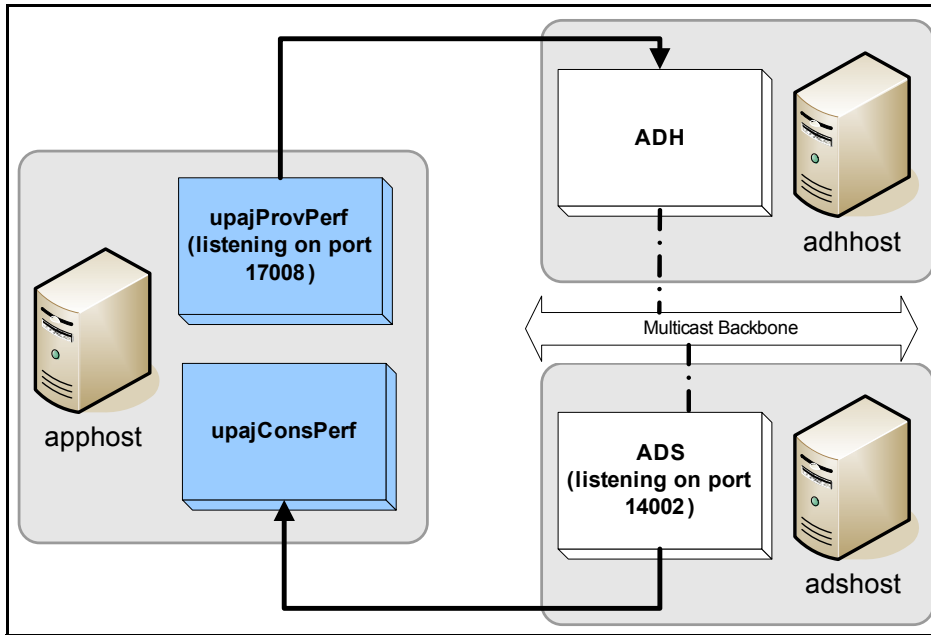 ADH
adhhost
upajProvPerf
(listening on port
17008)
Multicast Backbone
apphost
upajConsPerf
ADS
(listening on port
14002)
adshost